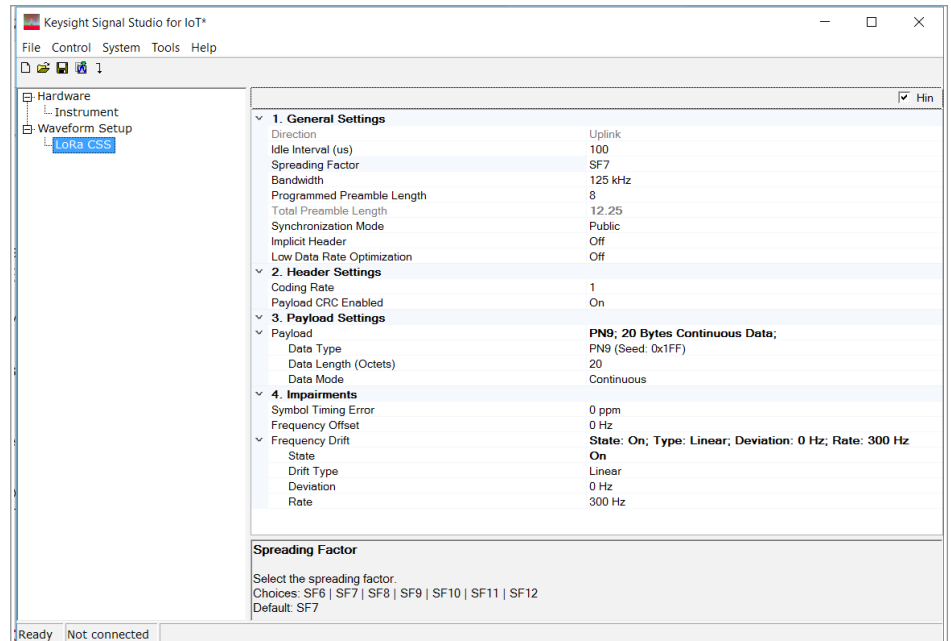 Keysight Signal Studio for IoT*
File Control System Tools Help
Hardware
Instrument
Waveform Setup
LoRa CSS
Hin
1. General Settings
Direction Uplink
Idle Interval (us) 100
Spreading Factor SF7
Bandwidth 125 kHz
Programmed Preamble Length 8
Total Preamble Length 12.25
Synchronization Mode Public
Implicit Header Off
Low Data Rate Optimization Off
2. Header Settings
Coding Rate 1
Payload CRC Enabled On
3. Payload Settings
Payload PN9; 20 Bytes Continuous Data;
Data Type PN9 (Seed: 0x1FF)
Data Length (Octets) 20
Data Mode Continuous
4. Impairments
Symbol Timing Error 0 ppm
Frequency Offset 0 Hz
Frequency Drift State: On; Type: Linear; Deviation: 0 Hz; Rate: 300 Hz
State On
Drift Type Linear
Deviation 0 Hz
Rate 300 Hz
Spreading Factor
Select the spreading factor.
Choices: SF6 | SF7 | SF8 | SF9 | SF10 | SF11 | SF12
Default: SF7
Ready Not connected